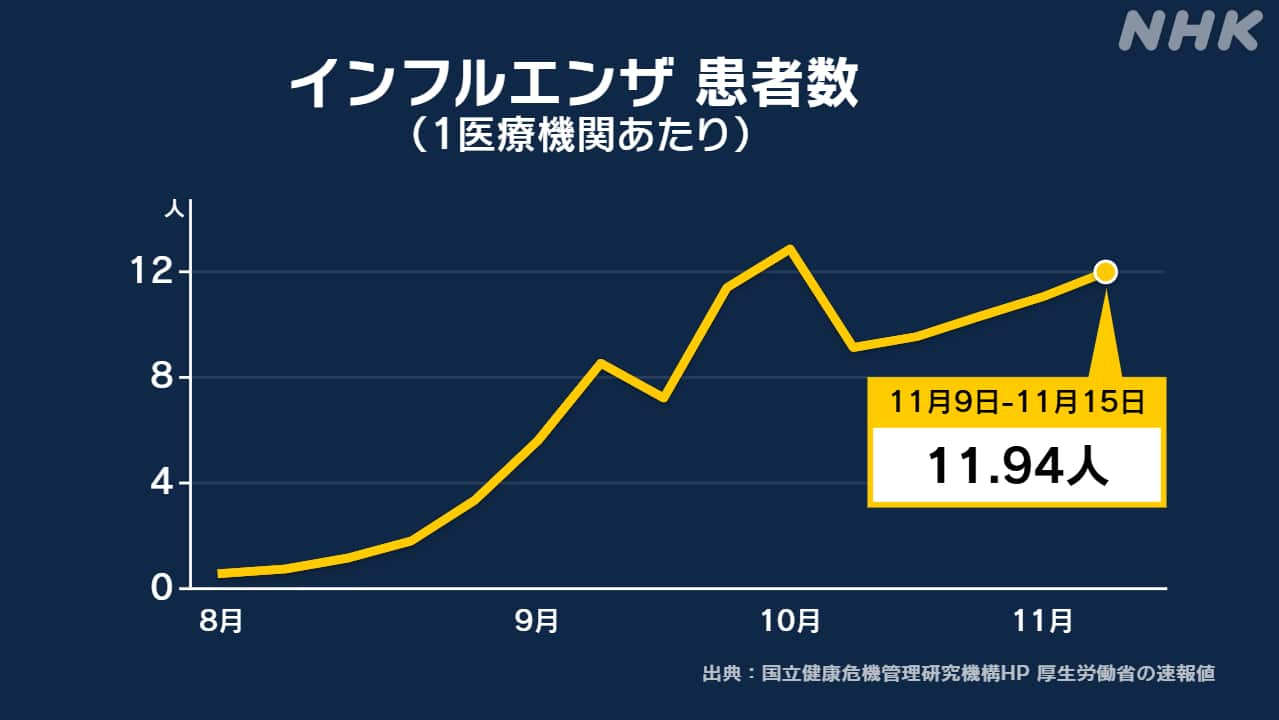 NHK
インフルエンザ 患者数
（1医療機関あたり）
人
12
8
4
0
8月
9月
10月
11月
11月9日-11月15日
11.94人
出典：国立健康危機管理研究機構HP 厚生労働省の速報値